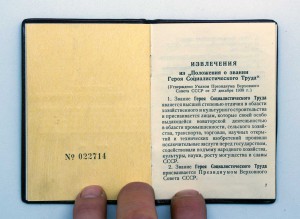 № 022714
ИЗВЛЕЧЕНИЯ
из „Положения о звании
Героя Социалистического Труда"
(Утверждено Указом Президиума Верховного
Совета СССР от 27 декабря 1938 г.)
1. Звание Героя Социалистического Труда
является высшей степенью отличия в области
хозяйственного и культурного строительства
и присваивается лицам, которые своей особо
выдающейся новаторской деятельностью
в области промышленности, сельского хозяй-
ства, транспорта, торговли, научных откры-
тий и технических изобретений проявили
исключительные заслуги перед государством,
содействовали подъему народного хозяйства,
культуры, науки, росту могущества и славы
СССР.
2. Звание Героя Социалистического Труда
присваивается Президиумом Верховного
Совета СССР.